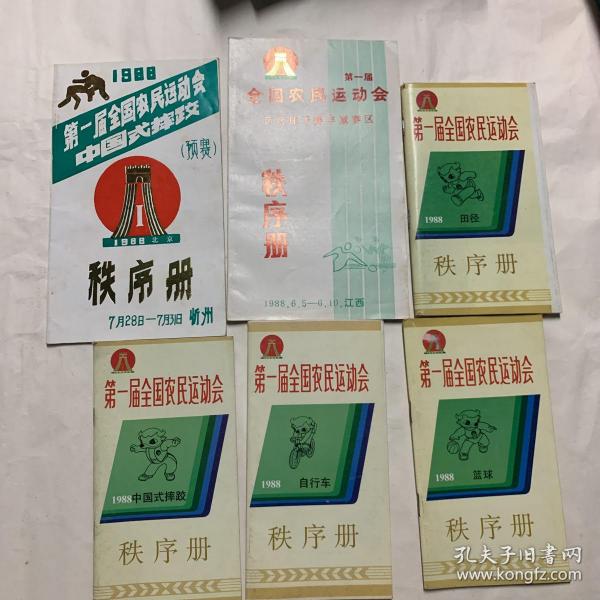 1988
第一届全国农民运动会
中国式摔跤
(预赛)
I
1988 北京
秩序册
7月28日—7月31日 忻州
第一届
全国农民运动会
赛区
秩序册
1988.6.5—6.10.江西
第一届全国农民运动会
1988
田径
秩序册
第一届全国农民运动会
1988中国式摔跤
秩序册
第一届全国农民运动会
1988
自行车
秩序册
第一届全国农民运动会
1988
篮球
秩序册
孔夫子旧书网
www.kongfz.com